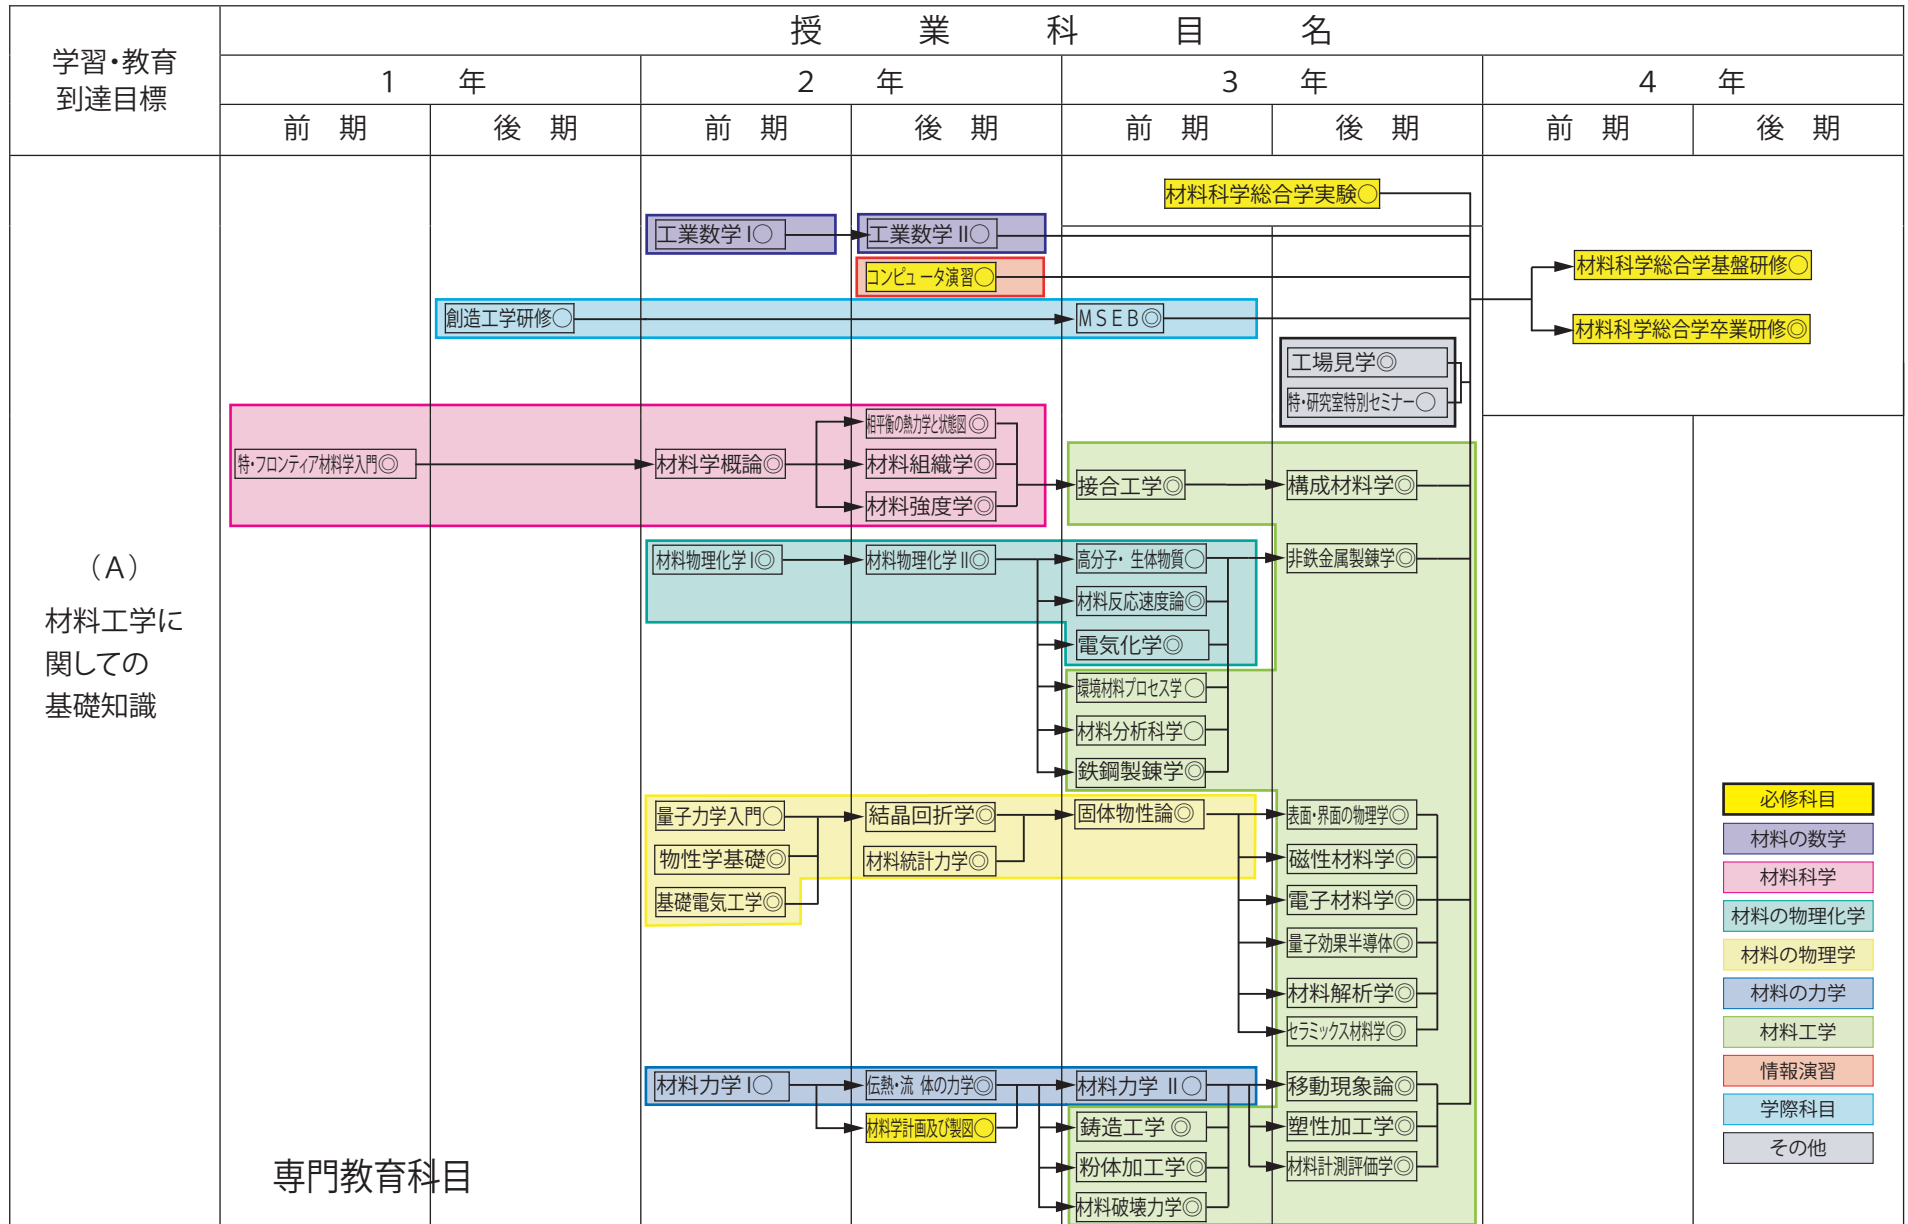 授業科目名
学習・教育
到達目標
1年
2年
3年
4年
前期
後期
前期
後期
前期
後期
前期
後期
材料科学総合学実験○
工業数学 I○
工業数学 II○
コンピュータ演習○
材料科学総合学基盤研修○
創造工学研修○
MSEB◎
材料科学総合学卒業研修◎
工場見学◎
特・研究室特別セミナー○
相平衡の熱力学と状態図◎
特・フロンティア材料学入門◎
材料学概論◎
材料組織学◎
材料強度学◎
接合工学◎
構成材料学◎
(A)
材料工学に
関しての
基礎知識
材料物理化学 I◎
材料物理化学 II◎
高分子・生体物質○
非鉄金属製錬学◎
材料反応速度論◎
電気化学◎
環境材料プロセス学○
材料分析科学○
鉄鋼製錬学◎
量子力学入門○
結晶回折学◎
固体物性論◎
表面・界面の物理学◎
物性学基礎◎
材料統計力学◎
磁性材料学◎
基礎電気工学◎
電子材料学◎
量子効果半導体◎
材料解析学◎
セラミックス材料学◎
材料力学 I○
伝熱・流体の力学◎
材料力学 II○
移動現象論◎
材料学計画及び製図○
鋳造工学◎
塑性加工学◎
粉体加工学◎
材料計測評価学◎
材料破壊力学◎
専門教育科目
必修科目
材料の数学
材料科学
材料の物理化学
材料の物理学
材料の力学
材料工学
情報演習
学際科目
その他